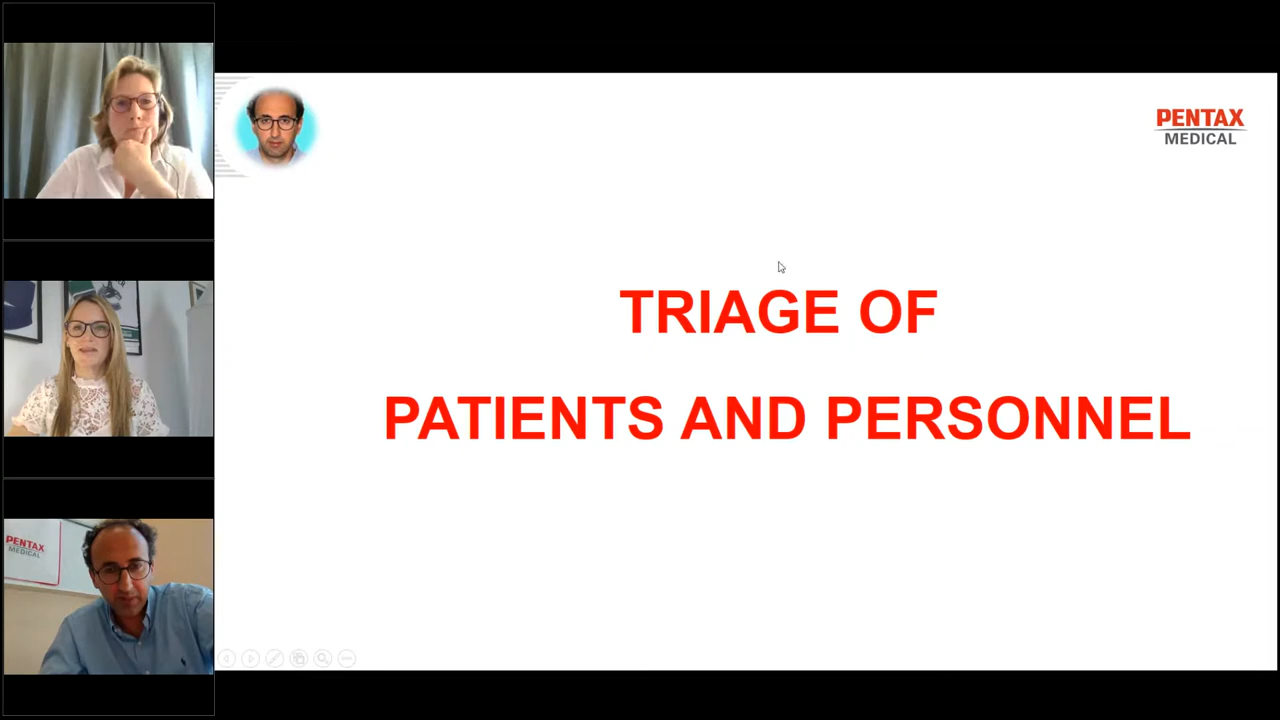 PENTAX
MEDICAL
TRIAGE OF
PATIENTS AND PERSONNEL
PENTAX
MEDICAL